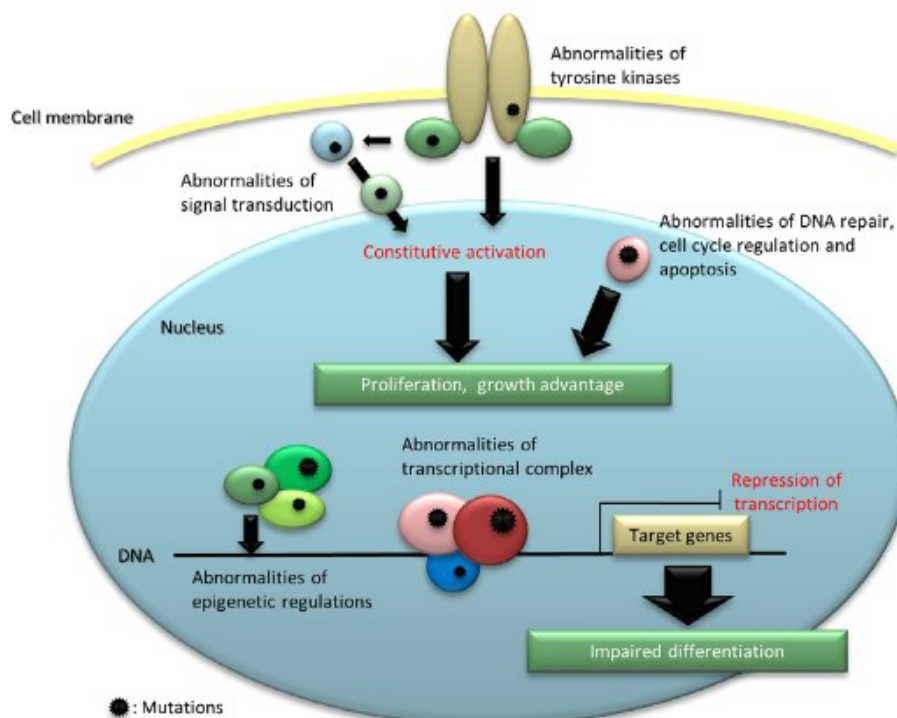 Abnormalities of
tyrosine kinases
Cell membrane
Abnormalities of
signal transduction
Abnormalities of DNA repair,
cell cycle regulation and
apoptosis
Constitutive activation
Nucleus
Proliferation, growth advantage
Abnormalities of
transcriptional complex
Repression of
transcription
Target genes
DNA
Abnormalities of
epigenetic regulations
Impaired differentiation
: Mutations